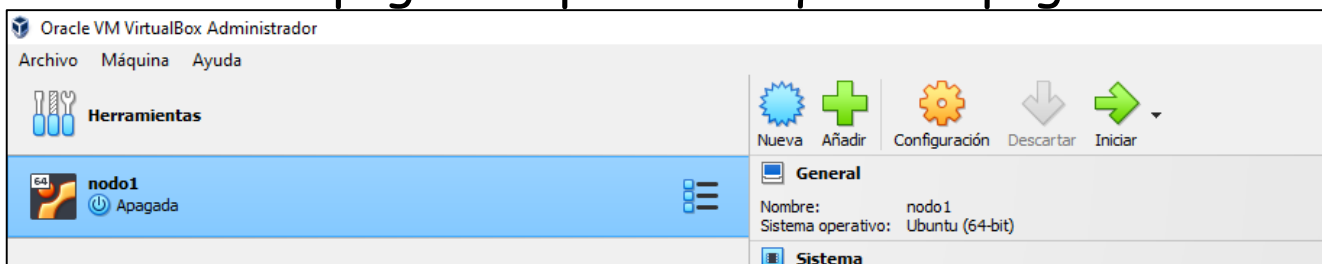 Oracle VM VirtualBox Administrador
Archivo Máquina Ayuda
Herramientas
Nueva Añadir Configuración Descartar Iniciar
64
nodo1
Apagada
General
Nombre: nodo1
Sistema operativo: Ubuntu (64-bit)
Sistema